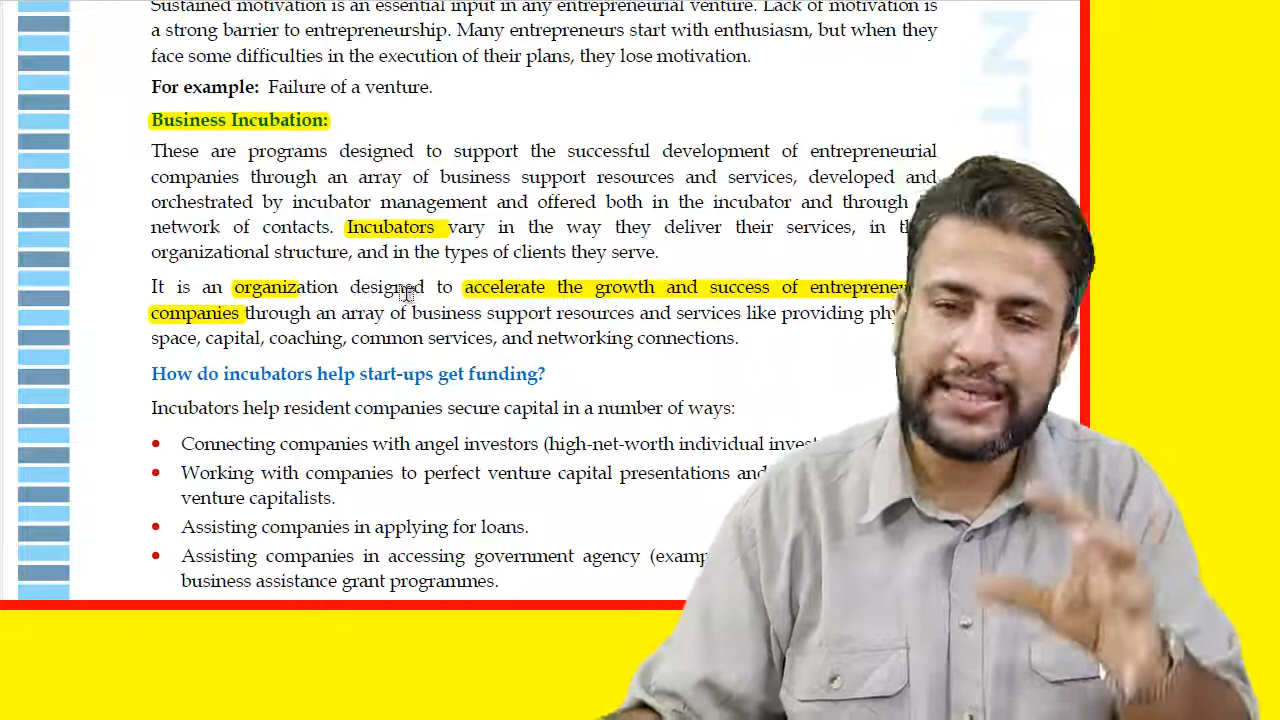 Sustained motivation is an essential input in any entrepreneurial venture. Lack of motivation is
a strong barrier to entrepreneurship. Many entrepreneurs start with enthusiasm, but when they
face some difficulties in the execution of their plans, they lose motivation.
For example: Failure of a venture.
Business Incubation:
These are programs designed to support the successful development of entrepreneurial
companies through an array of business support resources and services, developed and
orchestrated by incubator management and offered both in the incubator and through
network of contacts. Incubators vary in the way they deliver their services, in
organizational structure, and in the types of clients they serve.
It is an organization designed to accelerate the growth and success of
companies through an array of business support resources and services like providing
space, capital, coaching, common services, and networking connections.
How do incubators help start-ups get funding?
Incubators help resident companies secure capital in a number of ways:
• Connecting companies with angel investors (high-net-worth individual
• Working with companies to perfect venture capital presentations and
venture capitalists.
• Assisting companies in applying for loans.
• Assisting companies in accessing government agency
business assistance grant programmes.
NT